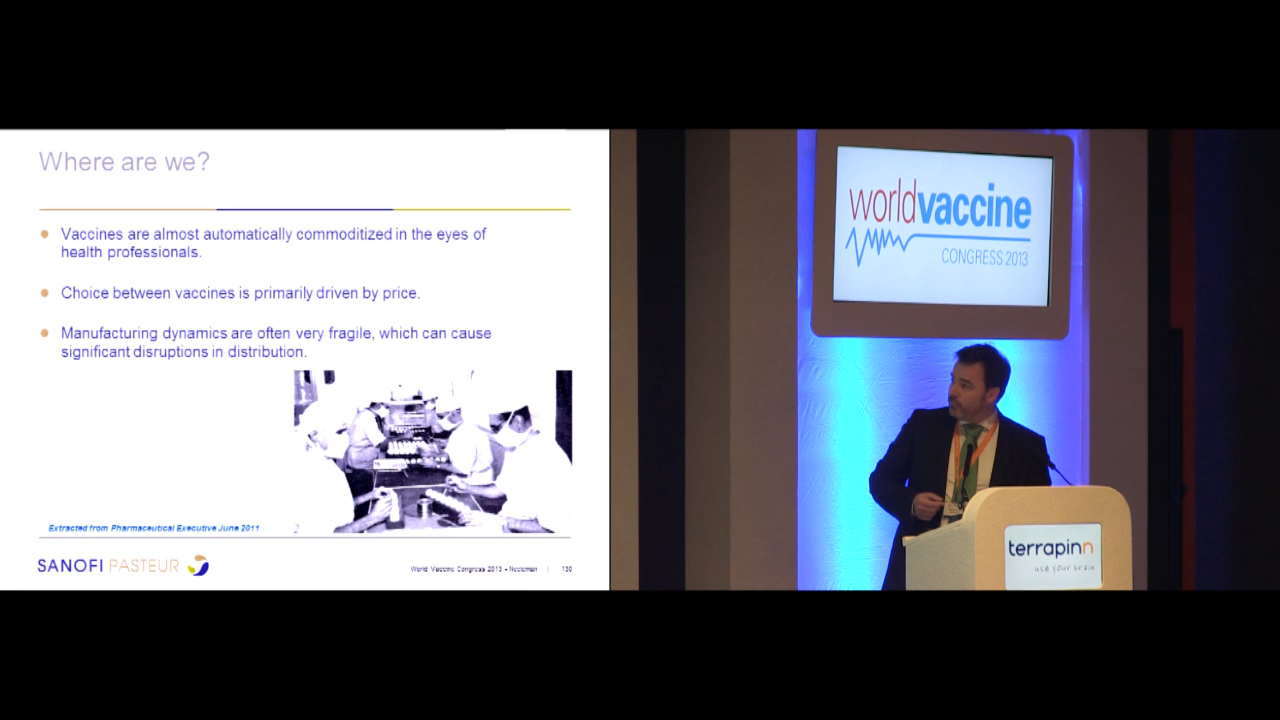 Where are we?
Vaccines are almost automatically commoditized in the eyes of
health professionals.
Choice between vaccines is primarily driven by price.
Manufacturing dynamics are often very fragile, which can cause
significant disruptions in distribution.
Extracted from Pharmaceutical Executive June 2011
SANOFI PASTEUR
World Vaccine Congress 2013 - | 130
worldvaccine
CONGRESS 2013
terrapinn
use your brain